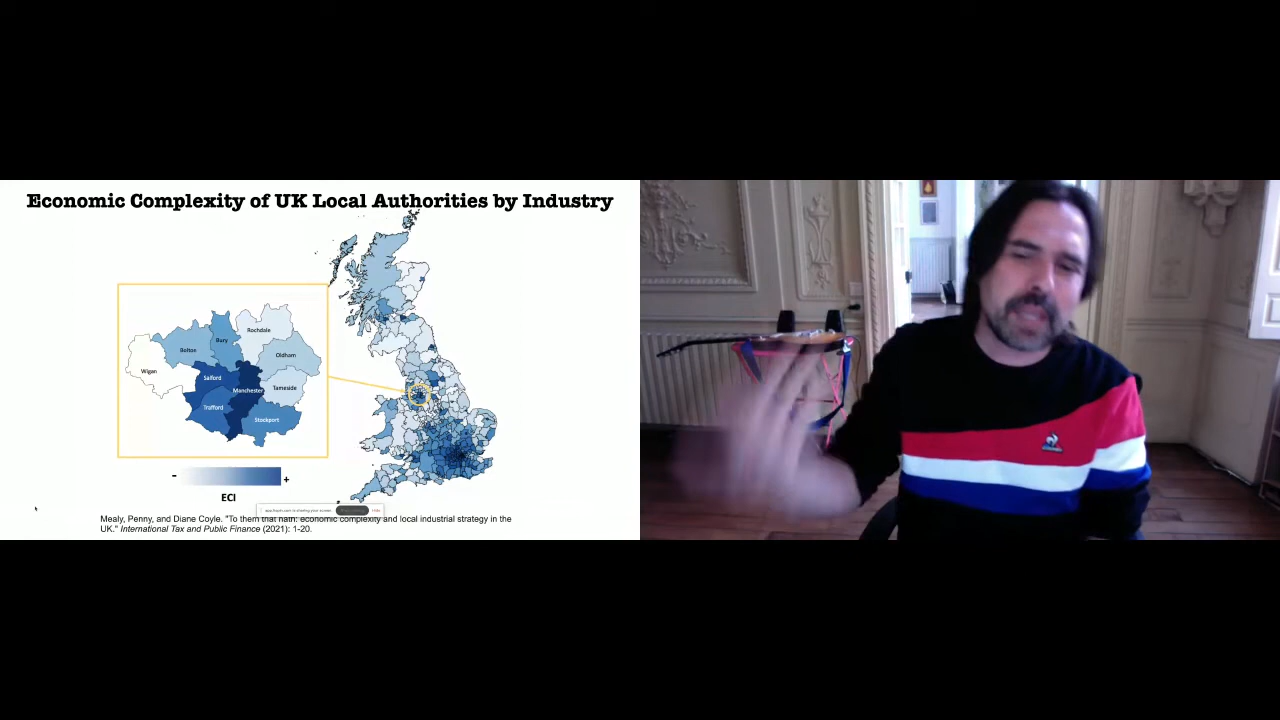 Economic Complexity of UK Local Authorities by Industry
Rochdale
Bury
Bolton
Oldham
Wigan
Salford
Tameside
Manchester
Trafford
Stockport
- +
ECI
Mealy, Penny, and Diane Coyle. "To them that hath: economic complexity and local industrial strategy in the
UK." International Tax and Public Finance (2021): 1-20.